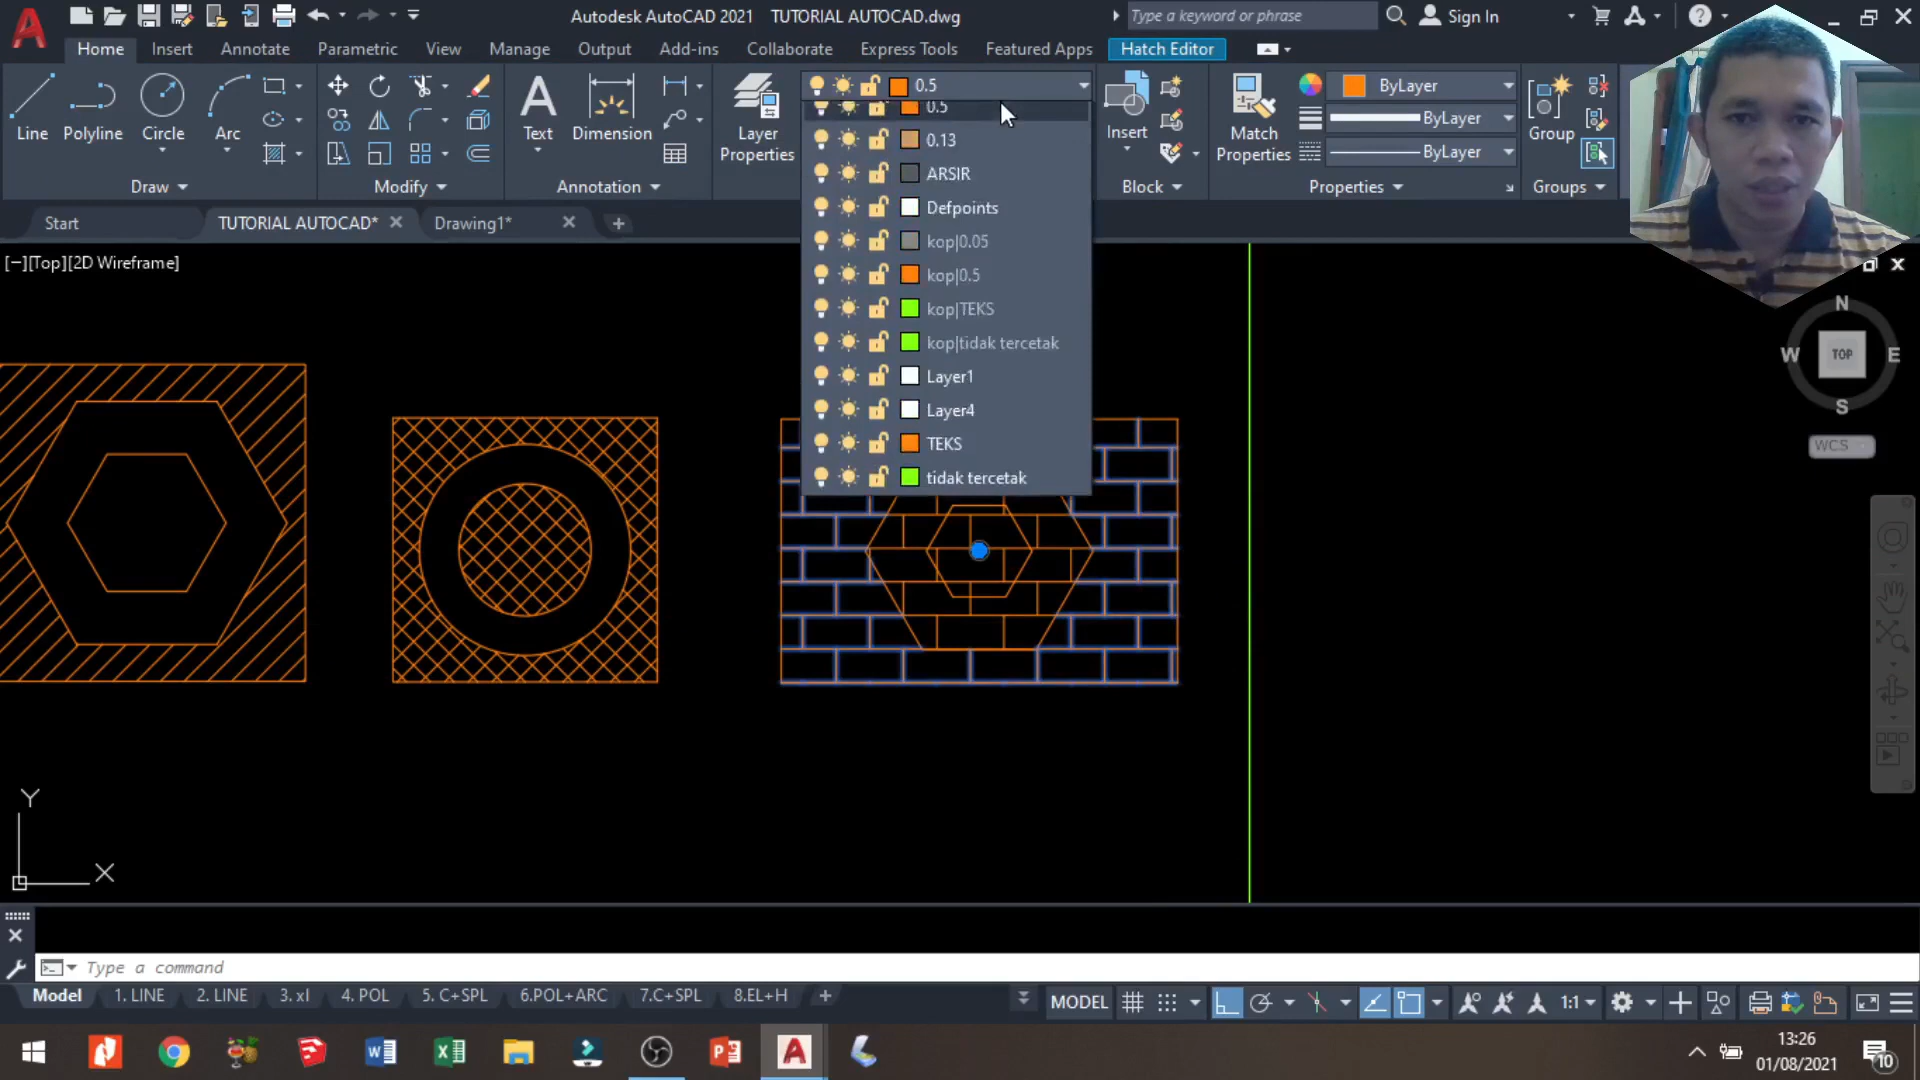 Autodesk AutoCAD 2021 TUTORIAL AUTOCAD.dwg
Type a keyword or phrase
Sign In
Home Insert Annotate Parametric View Manage Output Add-ins Collaborate Express Tools Featured Apps Hatch Editor
Line Polyline Circle Arc
Text Dimension
Layer Properties
0.5
Insert
Match Properties
ByLayer
ByLayer
ByLayer
Group
Draw Modify Annotation Block Properties Groups
0.5
0.13
ARSIR
Defpoints
kop|0.05
kop|0.5
kop|TEKS
kop|tidak tercetak
Layer1
Layer4
TEKS
tidak tercetak
Start TUTORIAL AUTOCAD* Drawing1*
[−][Top][2D Wireframe]
N
W TOP E
S
WCS
Y
X
Type a command
Model 1. LINE 2. LINE 3. xl 4. POL 5. C+SPL 6.POL+ARC 7.C+SPL 8.EL+H
MODEL 1:1
13:26
01/08/2021
10